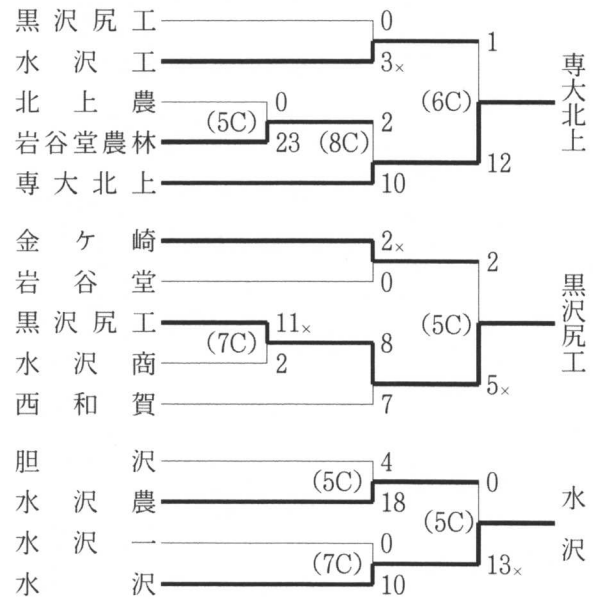 黒沢尻工 0
水沢工 3× 1
北上農 0 (5C) (6C)
岩谷堂農林 23 (8C) 2
専大北上 10 12
専大北上
金ケ崎 2× 2
岩谷堂 0
黒沢尻工 11× (7C) 8 (5C)
水沢商 2
西和賀 7 5×
黒沢尻工
胆沢 4 (5C) 0
水沢農 18 (5C)
水沢一 0 (7C)
水沢 10 13×
水沢